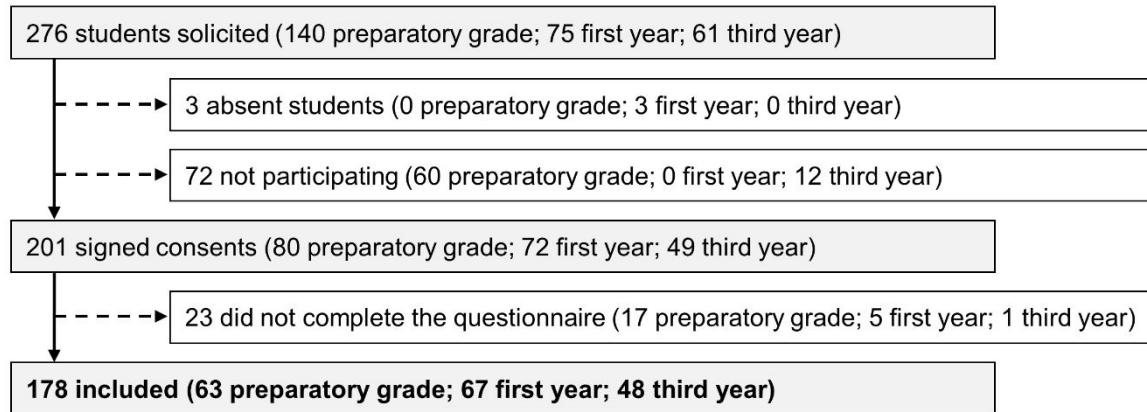 276 students solicited (140 preparatory grade; 75 first year; 61 third year)
3 absent students (0 preparatory grade; 3 first year; 0 third year)
72 not participating (60 preparatory grade; 0 first year; 12 third year)
201 signed consents (80 preparatory grade; 72 first year; 49 third year)
23 did not complete the questionnaire (17 preparatory grade; 5 first year; 1 third year)
178 included (63 preparatory grade; 67 first year; 48 third year)